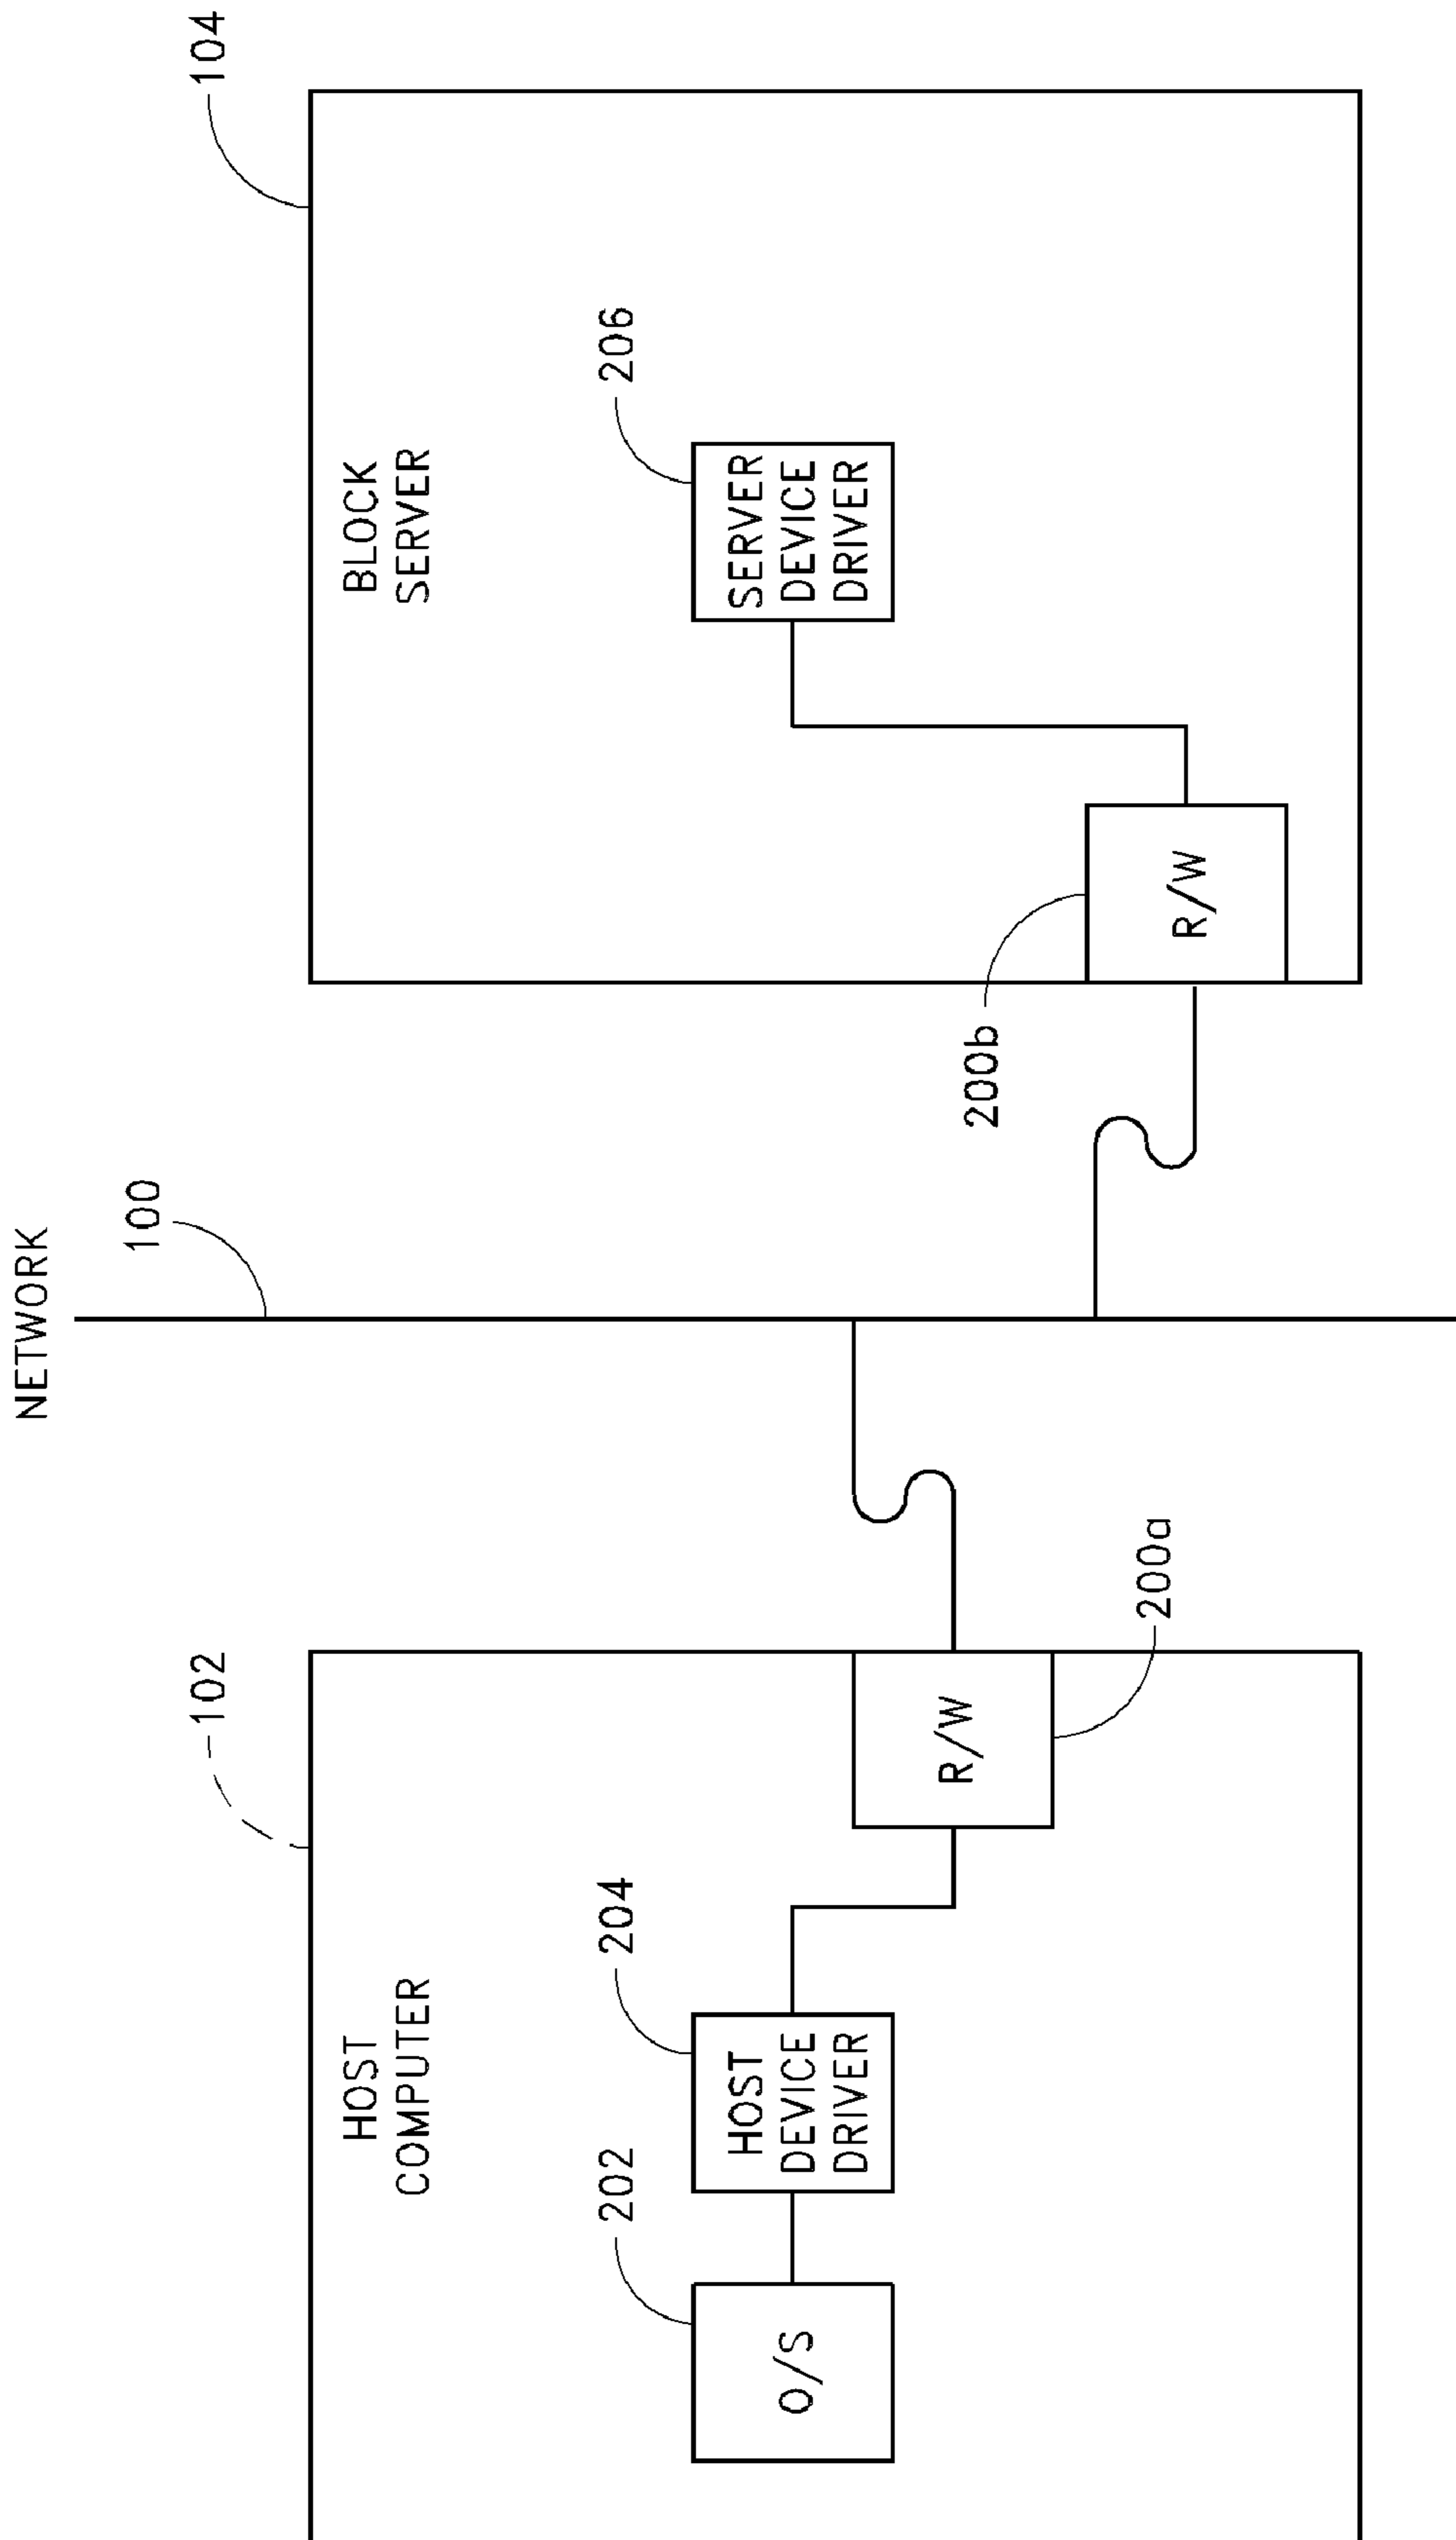 NETWORK
100
102
HOST
COMPUTER
202
204
O/S
HOST
DEVICE
DRIVER
R/W
200a
104
BLOCK
SERVER
206
SERVER
DEVICE
DRIVER
200b
R/W